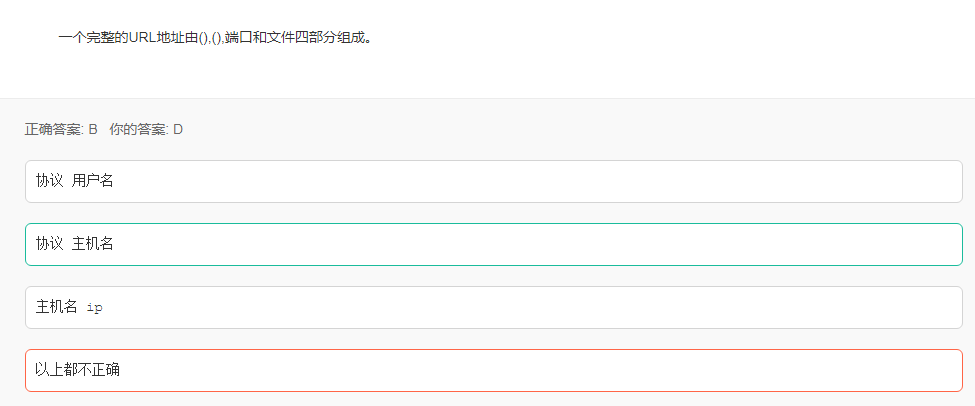 一个完整的URL地址由(),(),端口和文件四部分组成。
正确答案: B 你的答案: D
协议 用户名
协议 主机名
主机名 ip
以上都不正确